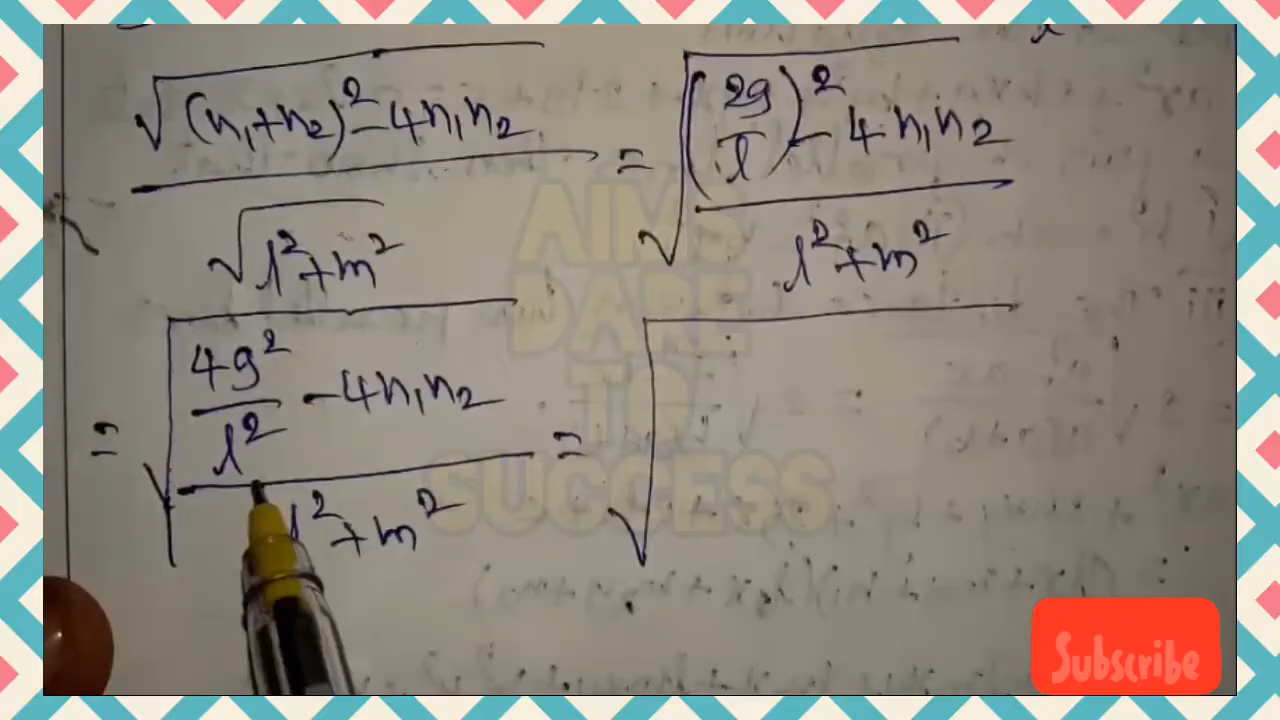 √((n₁+n₂)² - 4n₁n₂) / √(l²+m²) = √(((2g/l)² - 4n₁n₂) / (l²+m²))
= √((4g²/l² - 4n₁n₂) / (l²+m²)) = √
AIMS
DARE
TO
SUCCESS
Subscribe